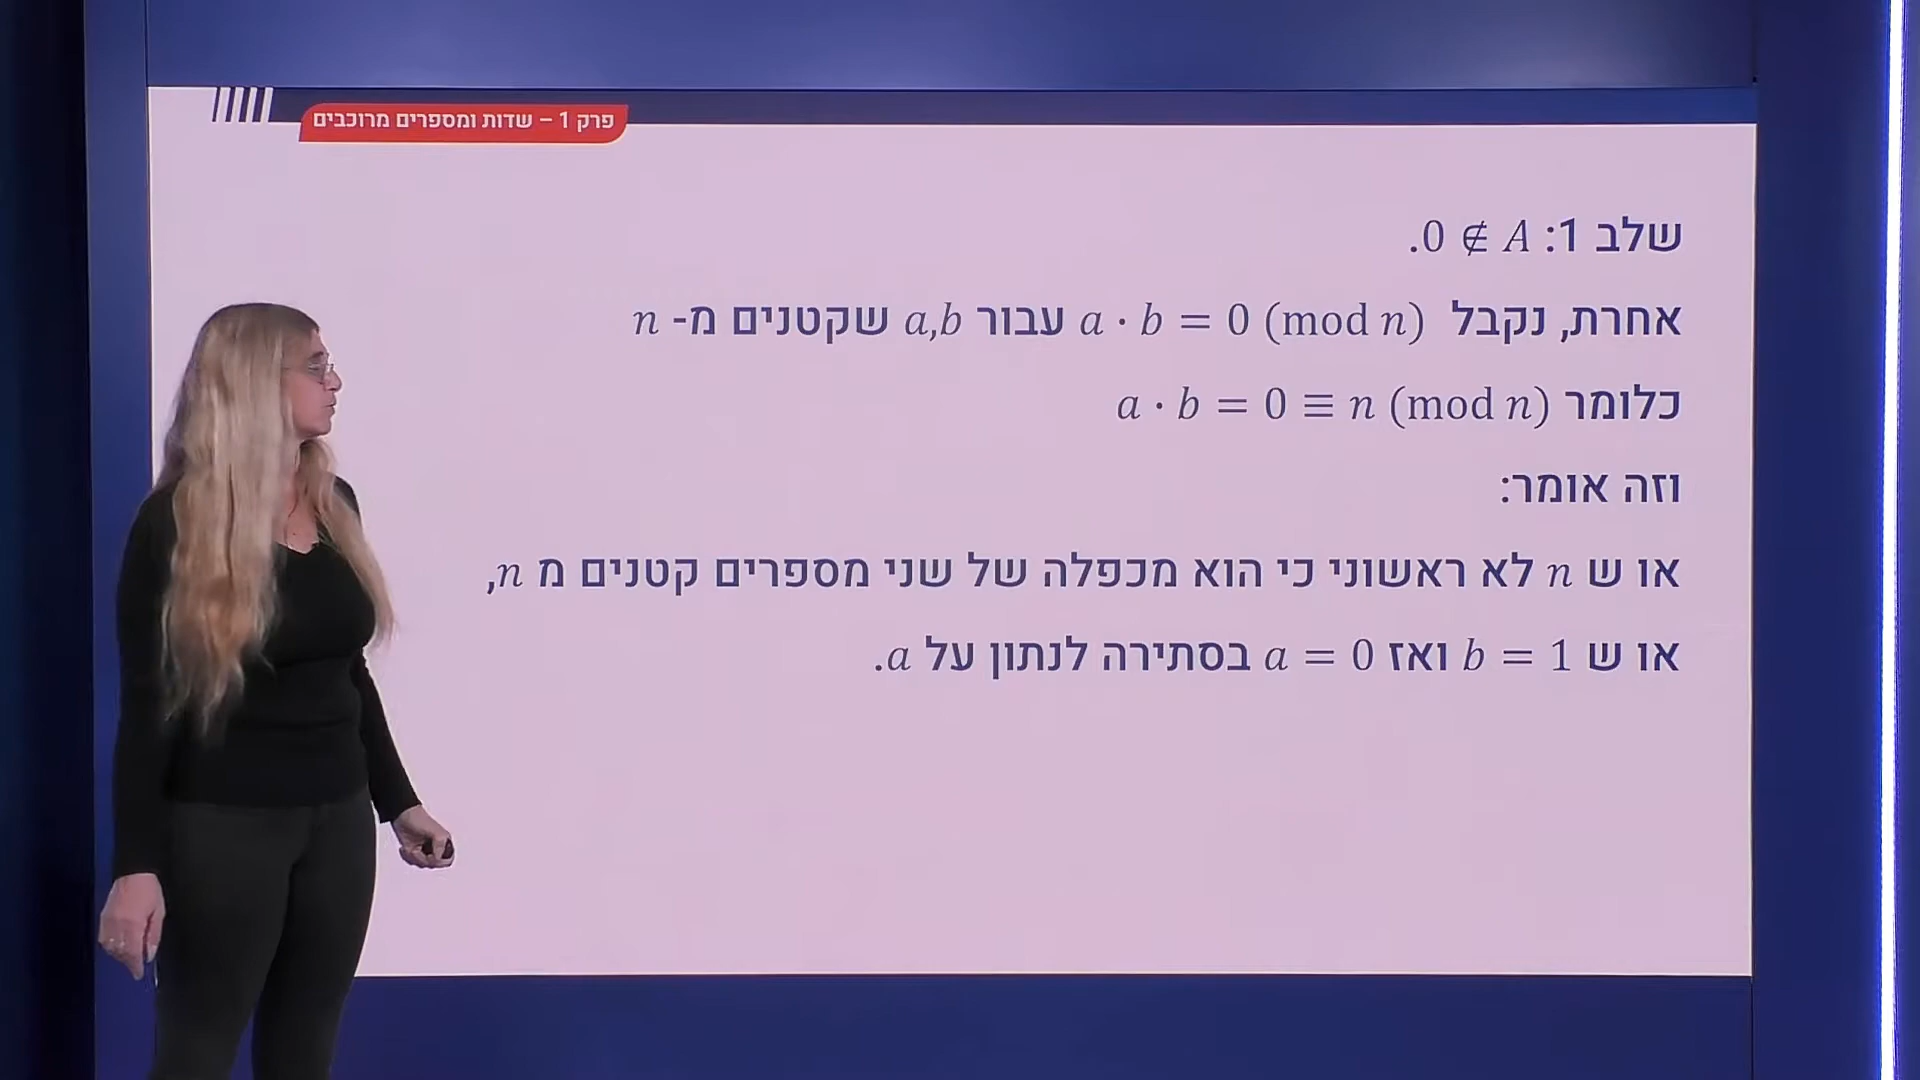 פרק 1 – שדות ומספרים מרוכבים
שלב 1: 0 ∉ A.
אחרת, נקבל a · b = 0 (mod n) עבור a,b שקטנים מ- n
כלומר a · b = 0 ≡ n (mod n)
וזה אומר:
או ש n לא ראשוני כי הוא מכפלה של שני מספרים קטנים מ n,
או ש b = 1 ואז a = 0 בסתירה לנתון על a.